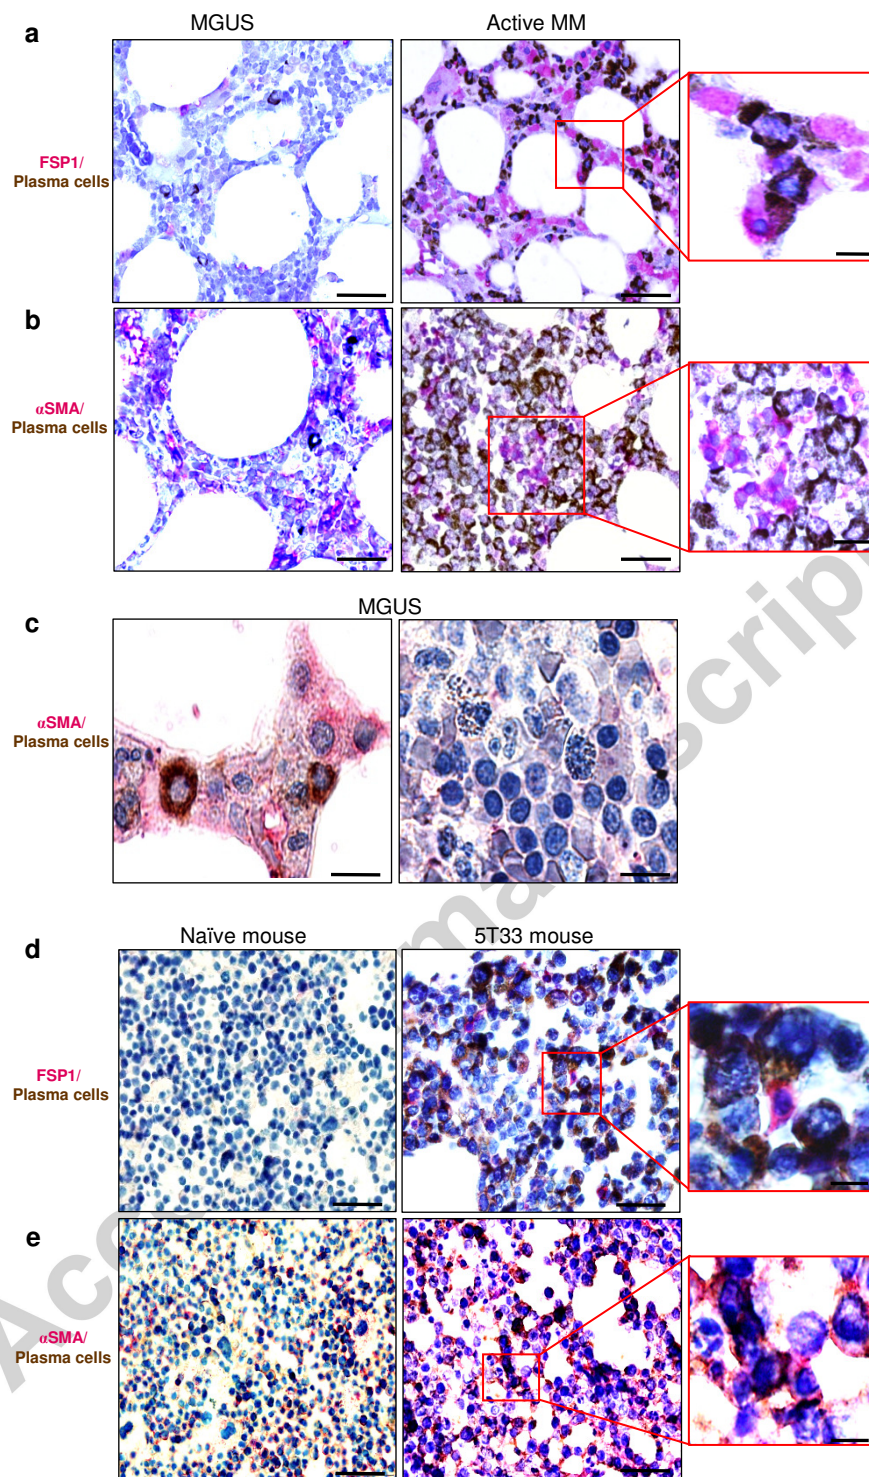 MGUS
Active MM
a
FSP1/
Plasma cells
b
αSMA/
Plasma cells
MGUS
c
αSMA/
Plasma cells
Naïve mouse
5T33 mouse
d
FSP1/
Plasma cells
e
αSMA/
Plasma cells